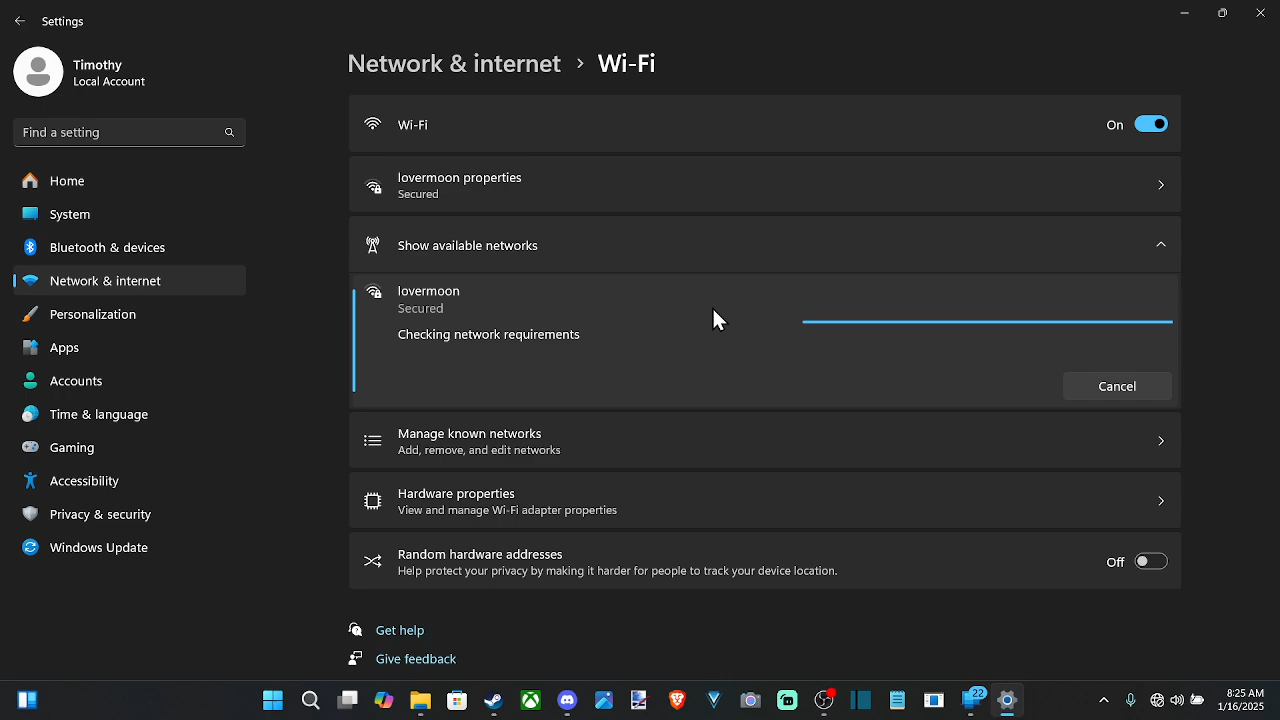 Settings
Timothy
Local Account
Find a setting
Home
System
Bluetooth & devices
Network & internet
Personalization
Apps
Accounts
Time & language
Gaming
Accessibility
Privacy & security
Windows Update
Network & internet › Wi-Fi
Wi-Fi
On
lovermoon properties
Secured
Show available networks
lovermoon
Secured
Checking network requirements
Cancel
Manage known networks
Add, remove, and edit networks
Hardware properties
View and manage Wi-Fi adapter properties
Random hardware addresses
Help protect your privacy by making it harder for people to track your device location.
Off
Get help
Give feedback
22
8:25 AM
1/16/2025